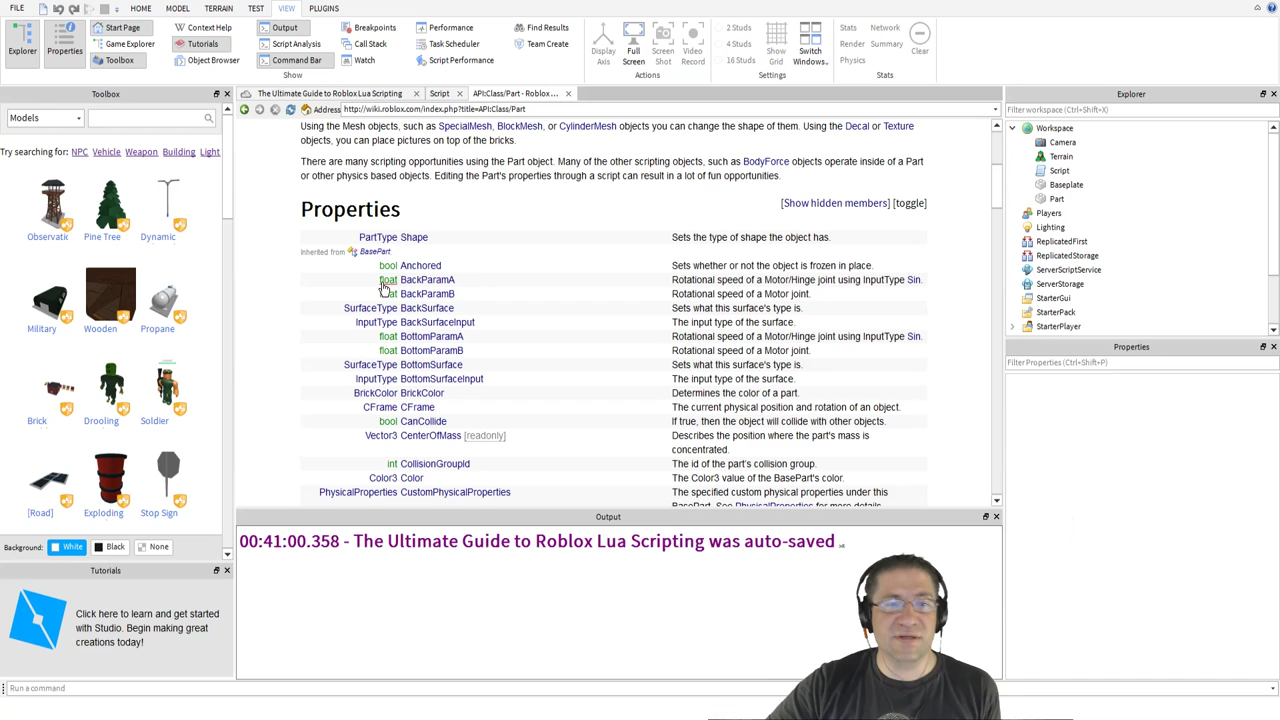 FILE HOME MODEL TERRAIN TEST VIEW PLUGINS
Explorer Properties Start Page Game Explorer Toolbox Context Help Tutorials Object Browser Output Script Analysis Command Bar Breakpoints Call Stack Watch Performance Task Scheduler Script Performance Find Results Team Create
Show
Display Axis Full Screen Screen Shot Video Record
Actions
2 Studs 4 Studs 16 Studs Show Grid Switch Windows
Settings
Stats Render Physics Network Summary Clear
Stats
Toolbox
Models
Try searching for: NPC Vehicle Weapon Building Light
Observatic Pine Tree Dynamic
Military Wooden Propane
Brick Drooling Soldier
[Road] Exploding Stop Sign
Background: White Black None
Tutorials
Click here to learn and get started
with Studio. Begin making great
creations today!
The Ultimate Guide to Roblox Lua Scripting Script API:Class/Part - Roblox ...
Address http://wiki.roblox.com/index.php?title=API:Class/Part
Using the Mesh objects, such as SpecialMesh, BlockMesh, or CylinderMesh objects you can change the shape of them. Using the Decal or Texture
objects, you can place pictures on top of the bricks.
There are many scripting opportunities using the Part object. Many of the other scripting objects, such as BodyForce objects operate inside of a Part
or other physics based objects. Editing the Part's properties through a script can result in a lot of fun opportunities.
Properties [Show hidden members] [toggle]
PartType Shape Sets the type of shape the object has.
Inherited from BasePart
bool Anchored Sets whether or not the object is frozen in place.
float BackParamA Rotational speed of a Motor/Hinge joint using InputType Sin.
BackParamB Rotational speed of a Motor joint.
SurfaceType BackSurface Sets what this surface's type is.
InputType BackSurfaceInput The input type of the surface.
float BottomParamA Rotational speed of a Motor/Hinge joint using InputType Sin.
float BottomParamB Rotational speed of a Motor joint.
SurfaceType BottomSurface Sets what this surface's type is.
InputType BottomSurfaceInput The input type of the surface.
BrickColor BrickColor Determines the color of a part.
CFrame CFrame The current physical position and rotation of an object.
bool CanCollide If true, then the object will collide with other objects.
Vector3 CenterOfMass [readonly] Describes the position where the part's mass is
concentrated.
int CollisionGroupId The id of the part's collision group.
Color3 Color The Color3 value of the BasePart's color.
PhysicalProperties CustomPhysicalProperties The specified custom physical properties under this
BasePart. See PhysicalProperties for more details
Output
00:41:00.358 - The Ultimate Guide to Roblox Lua Scripting was auto-saved
Explorer
Filter workspace (Ctrl+Shift+X)
Workspace
Camera
Terrain
Script
Baseplate
Part
Players
Lighting
ReplicatedFirst
ReplicatedStorage
ServerScriptService
ServerStorage
StarterGui
StarterPack
StarterPlayer
Properties
Filter Properties (Ctrl+Shift+P)
Run a command